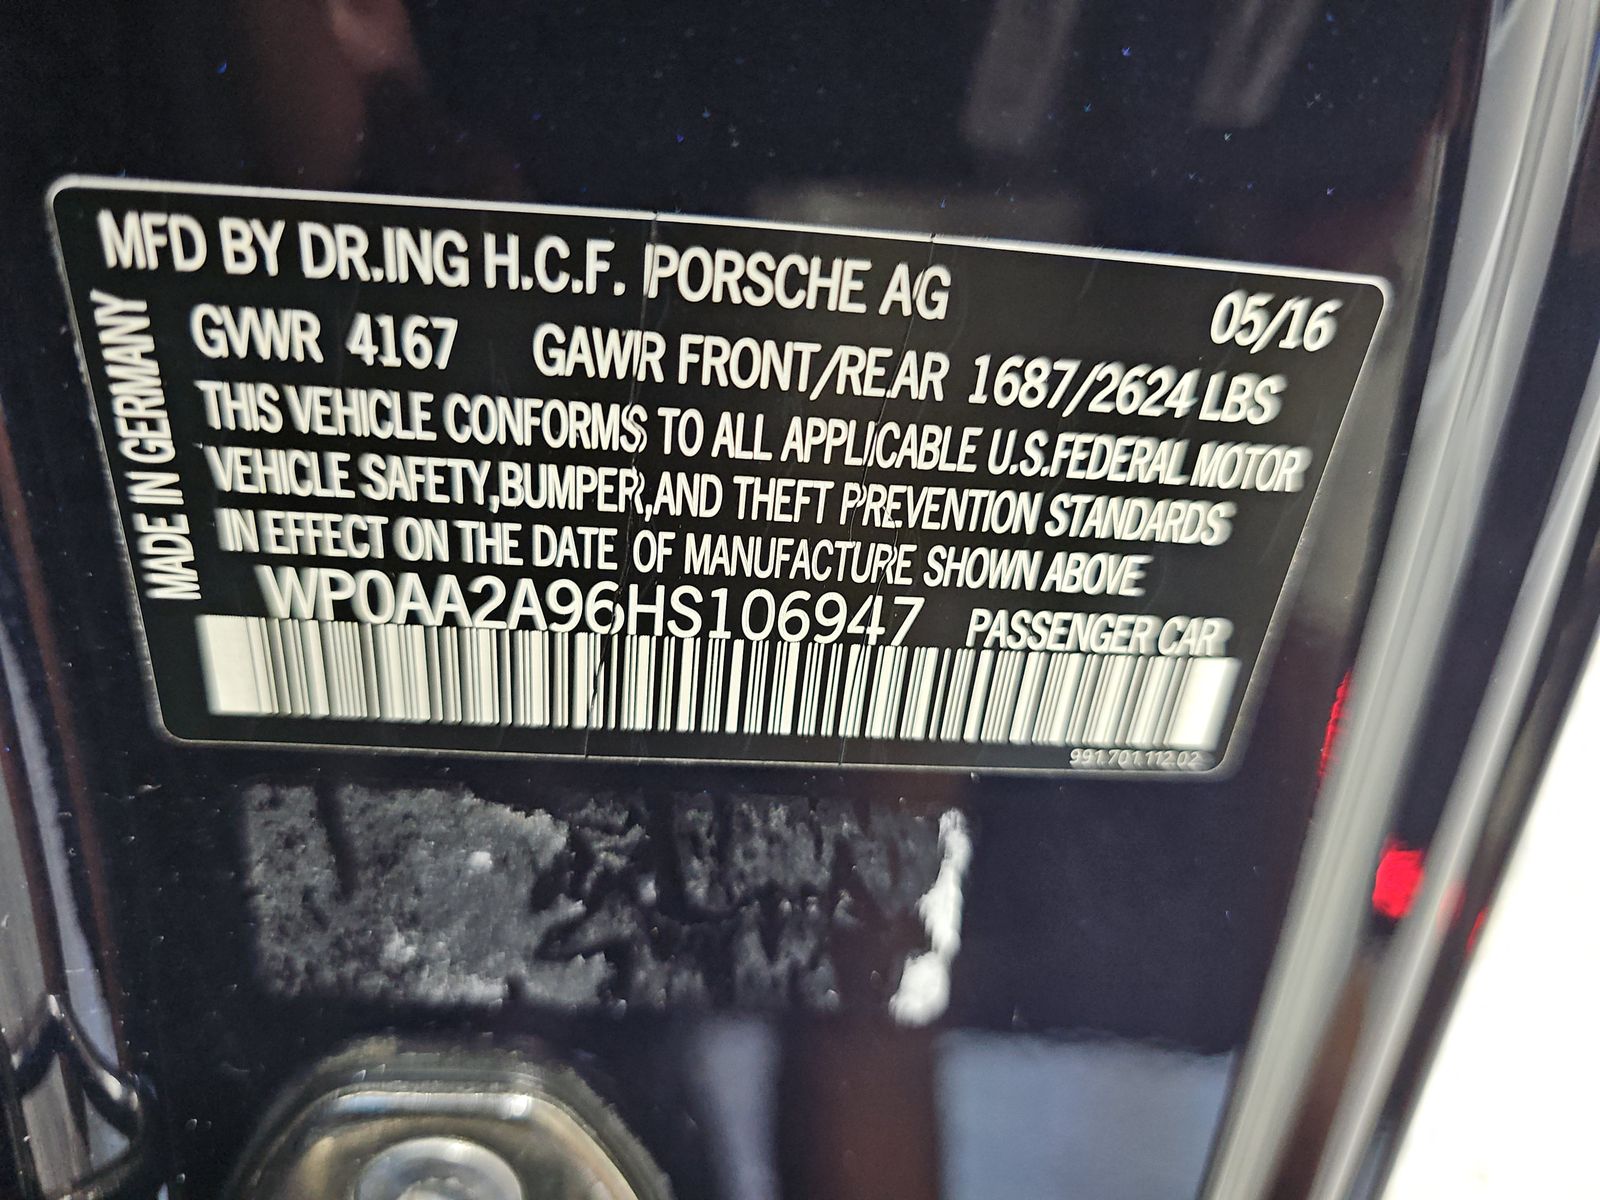 MFD BY DR.ING H.C.F. PORSCHE AG 05/16
GVWR 4167 GAWR FRONT/REAR 1687/2624 LBS
THIS VEHICLE CONFORMS TO ALL APPLICABLE U.S.FEDERAL MOTOR
VEHICLE SAFETY,BUMPER,AND THEFT PREVENTION STANDARDS
IN EFFECT ON THE DATE OF MANUFACTURE SHOWN ABOVE
WP0AA2A96HS106947 PASSENGER CAR
991.701.112.02
MADE IN GERMANY